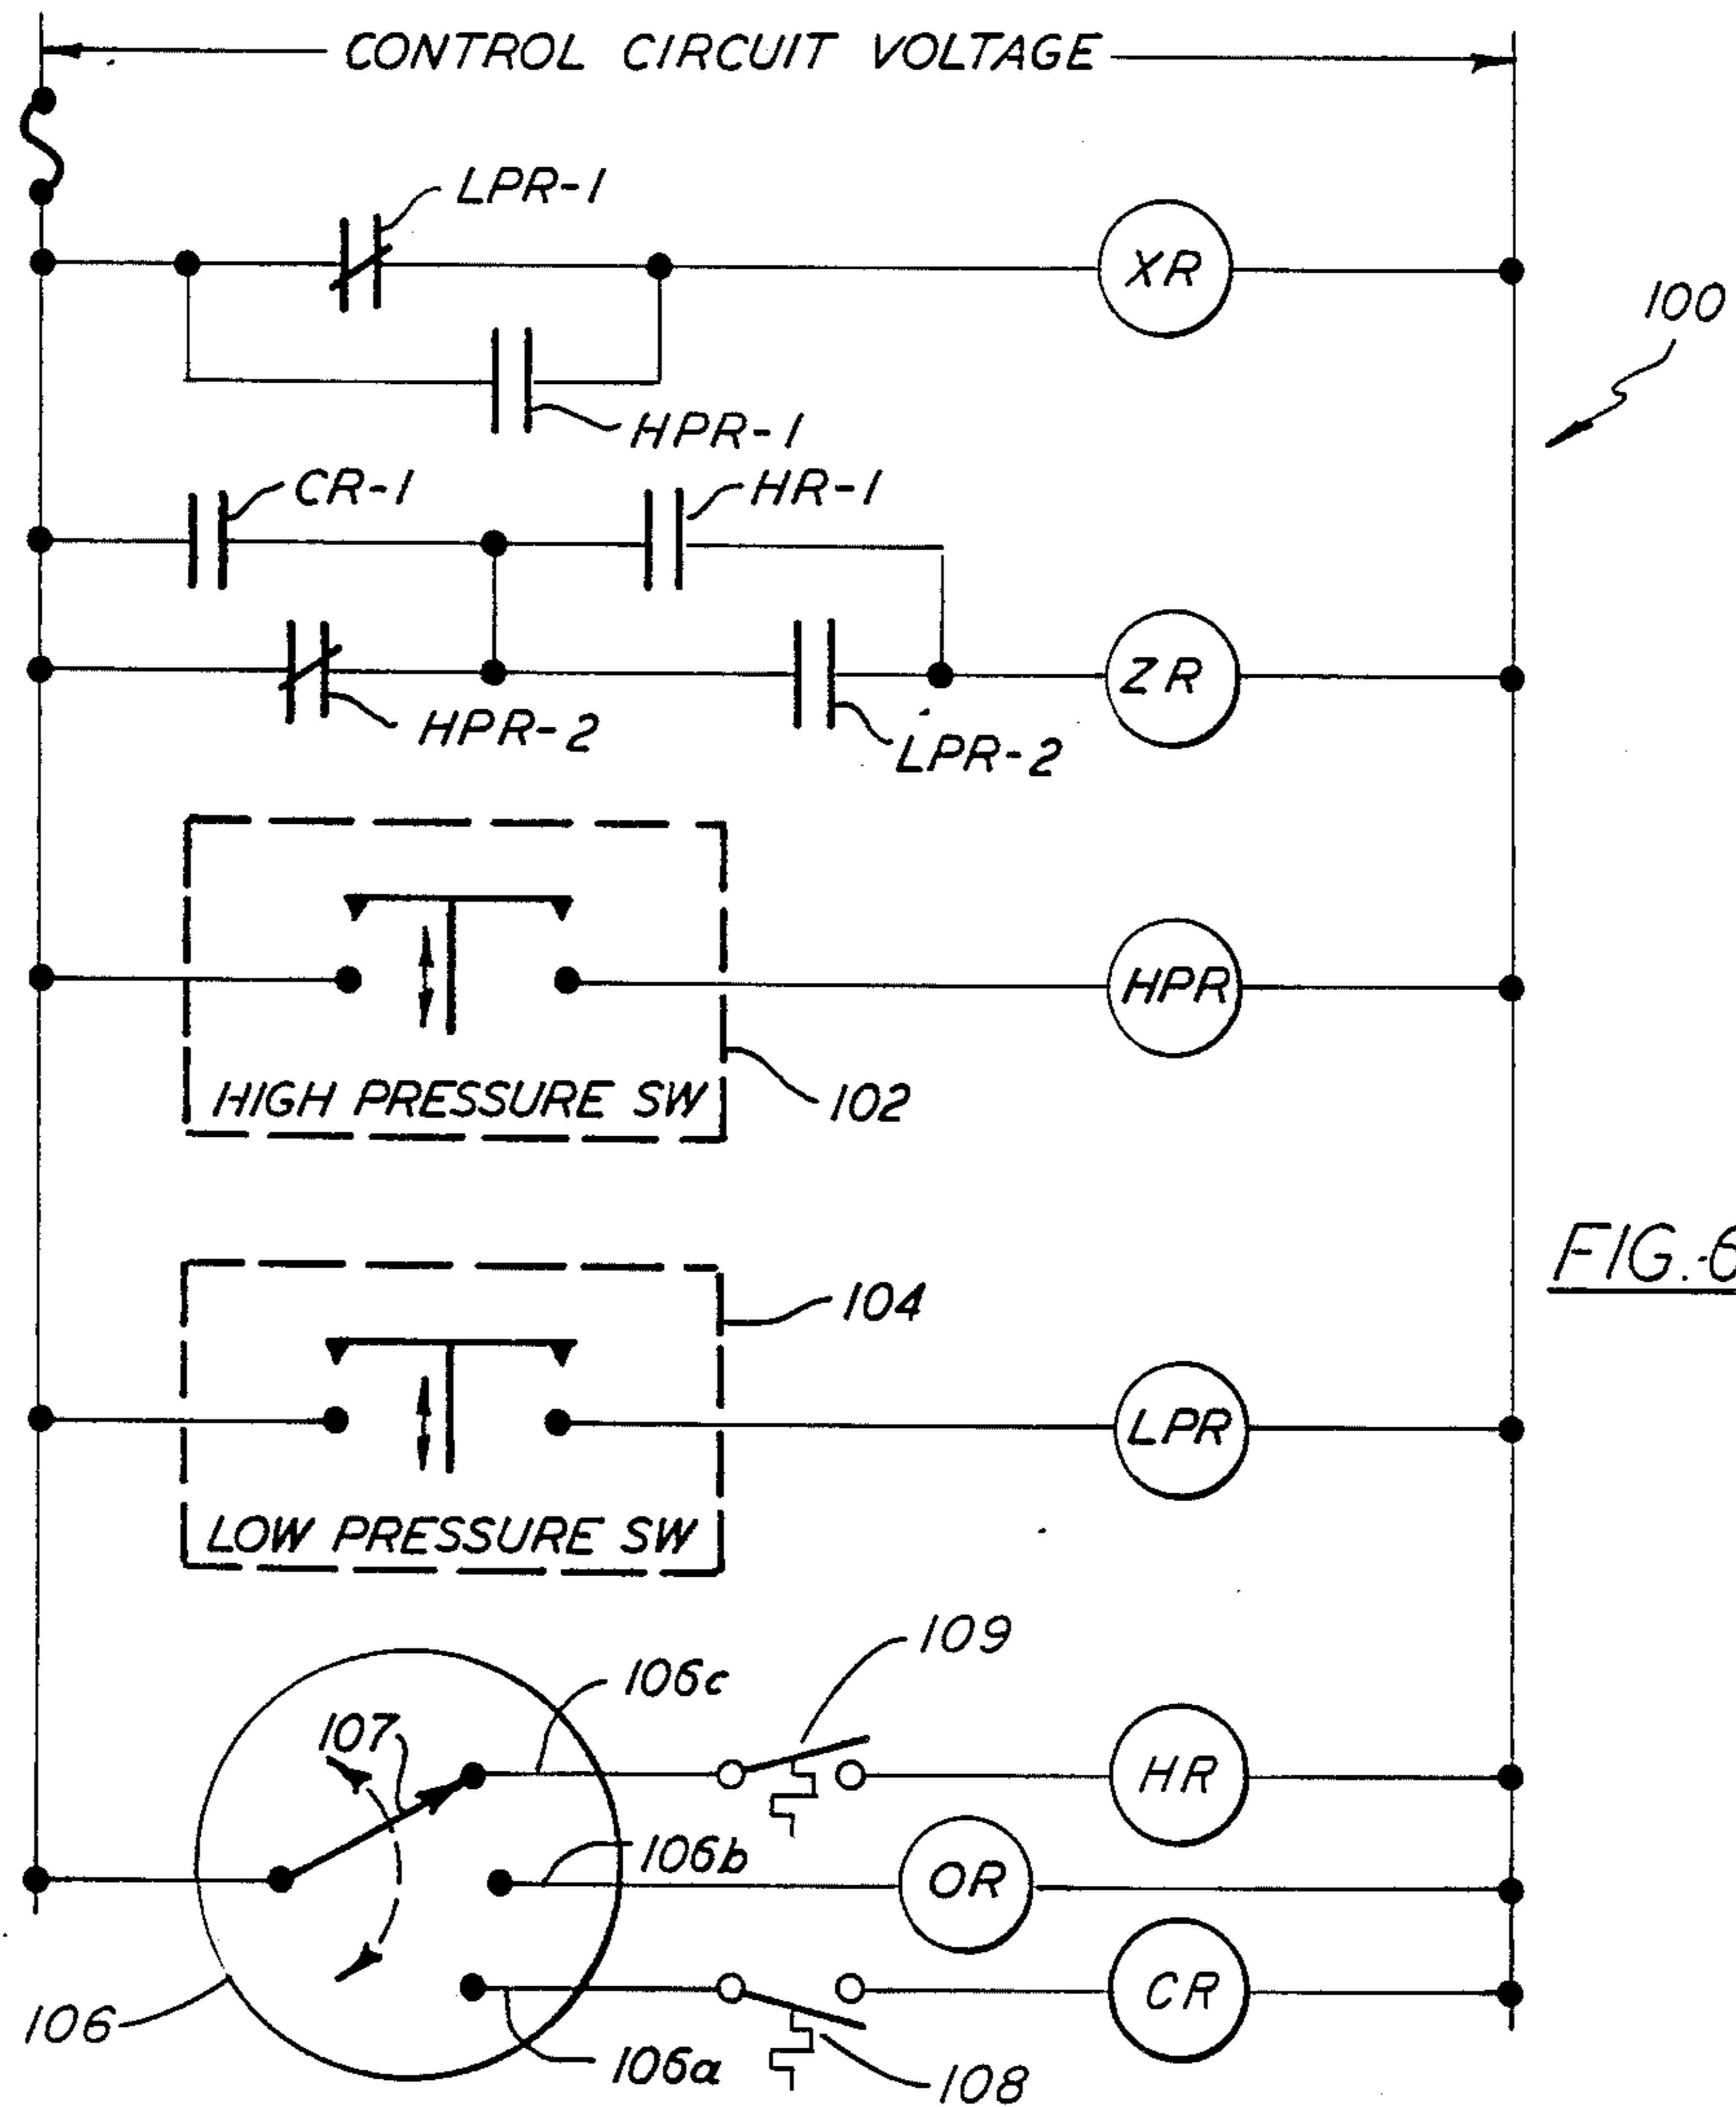 CONTROL CIRCUIT VOLTAGE
LPR-1
XR
100
HPR-1
CR-1
HR-1
ZR
HPR-2
LPR-2
HPR
HIGH PRESSURE SW
102
FIG.-6
104
LPR
LOW PRESSURE SW
109
106c
107
HR
106b
OR
CR
106
106a
108